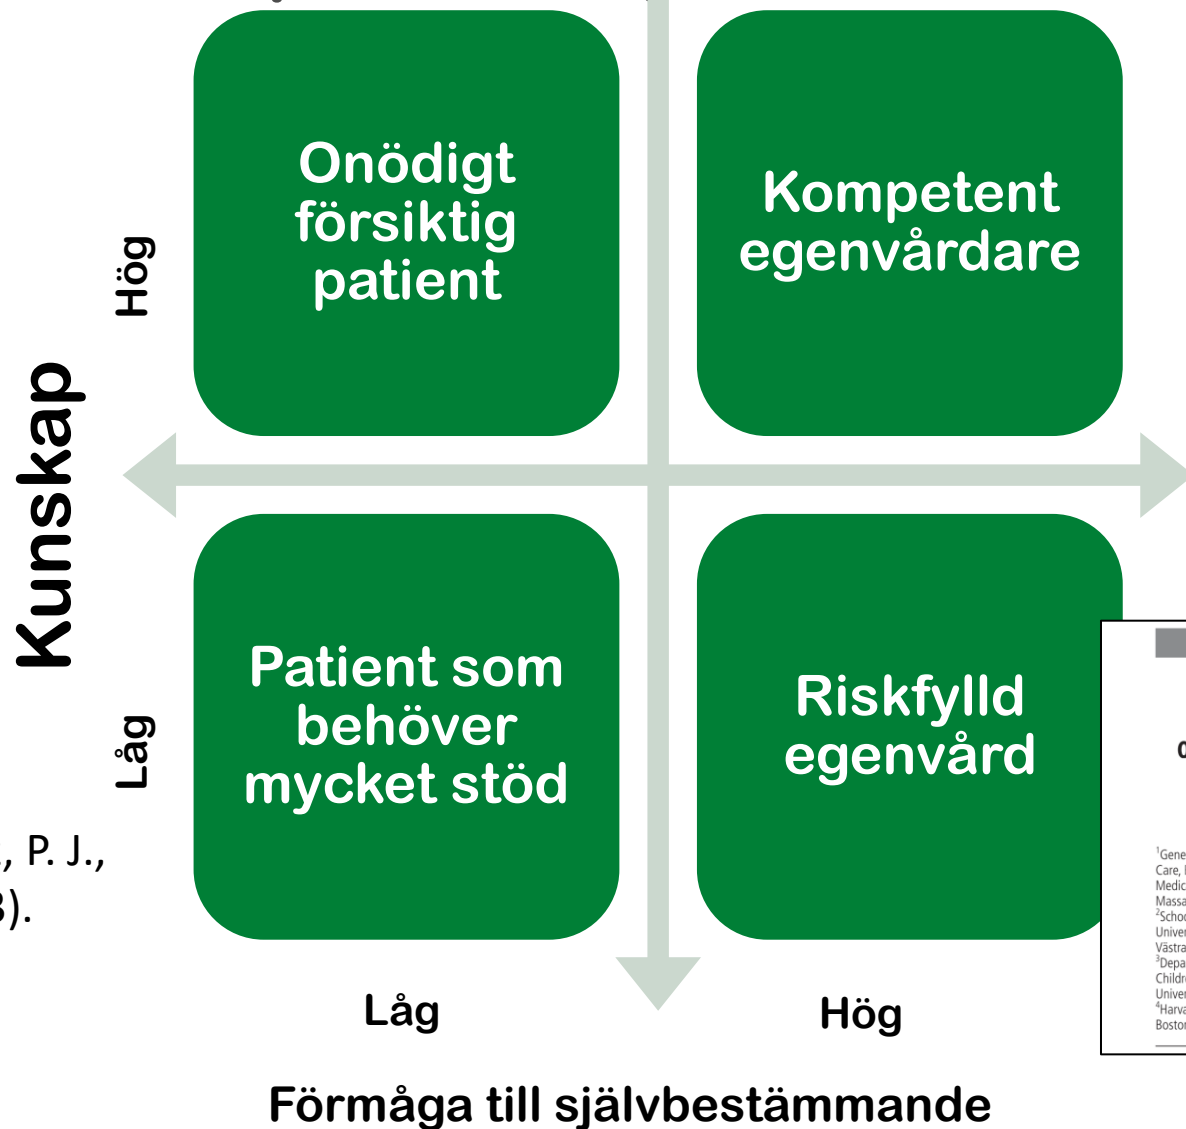 Onödigt
försiktig
patient
Kompetent
egenvårdare
Hög
Kunskap
Låg
Patient som
behöver
mycket stöd
Riskfylld
egenvård
, P. J.,
).
Låg
Hög
Förmåga till självbestämmande
Care,